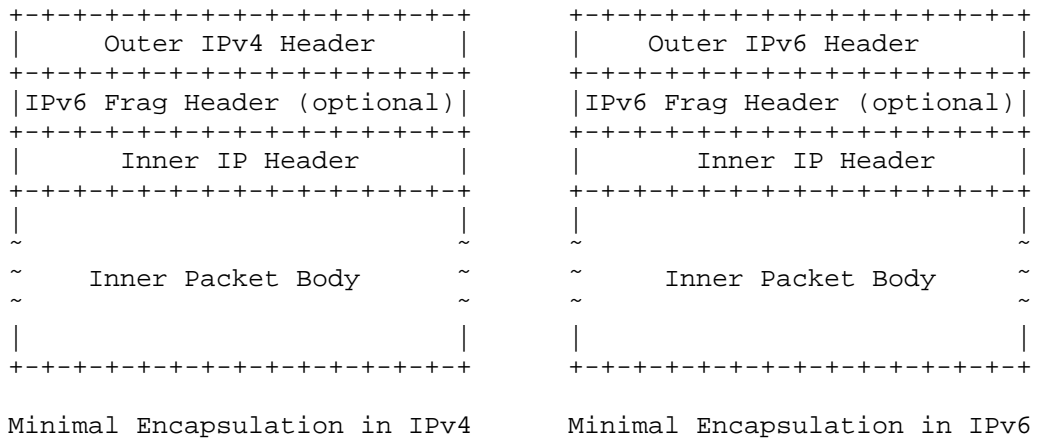 +-+-+-+-+-+-+-+-+-+-+-+-+-+-+      +-+-+-+-+-+-+-+-+-+-+-+-+-+-+
|     Outer IPv4 Header     |      |    Outer IPv6 Header      |
+-+-+-+-+-+-+-+-+-+-+-+-+-+-+      +-+-+-+-+-+-+-+-+-+-+-+-+-+-+
|IPv6 Frag Header (optional)|      |IPv6 Frag Header (optional)|
+-+-+-+-+-+-+-+-+-+-+-+-+-+-+      +-+-+-+-+-+-+-+-+-+-+-+-+-+-+
|      Inner IP Header      |      |       Inner IP Header     |
+-+-+-+-+-+-+-+-+-+-+-+-+-+-+      +-+-+-+-+-+-+-+-+-+-+-+-+-+-+
|                           |      |                           |
~                           ~      ~                           ~
~    Inner Packet Body      ~      ~     Inner Packet Body     ~
~                           ~      ~                           ~
|                           |      |                           |
+-+-+-+-+-+-+-+-+-+-+-+-+-+-+      +-+-+-+-+-+-+-+-+-+-+-+-+-+-+
Minimal Encapsulation in IPv4      Minimal Encapsulation in IPv6